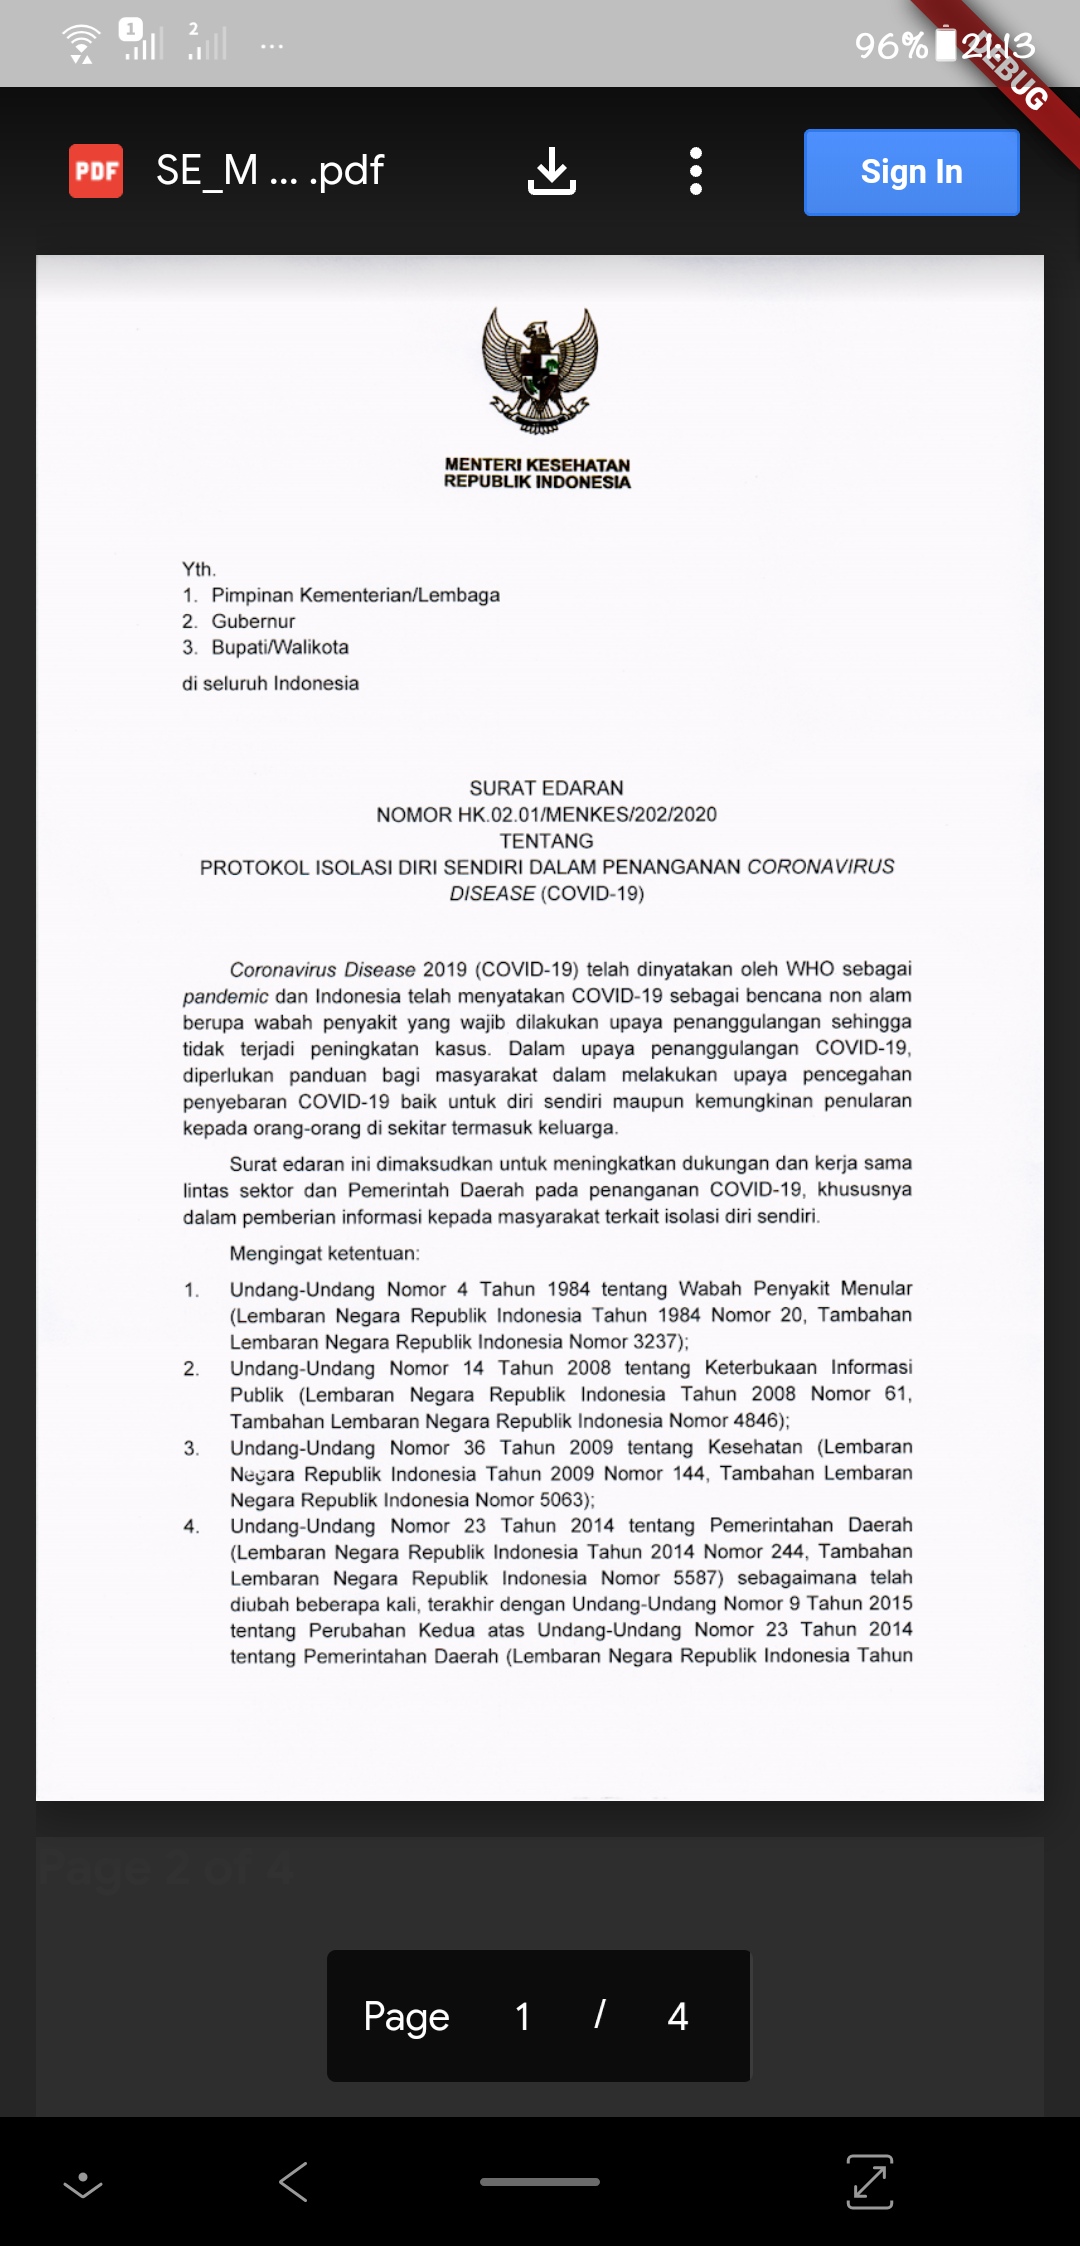 1
2
...
96%
DEBUG
PDF
SE_M ... .pdf
Sign In
MENTERI KESEHATAN
REPUBLIK INDONESIA
Yth.
1. Pimpinan Kementerian/Lembaga
2. Gubernur
3. Bupati/Walikota
di seluruh Indonesia
SURAT EDARAN
NOMOR HK.02.01/MENKES/202/2020
TENTANG
PROTOKOL ISOLASI DIRI SENDIRI DALAM PENANGANAN CORONAVIRUS
DISEASE (COVID-19)
Coronavirus Disease 2019 (COVID-19) telah dinyatakan oleh WHO sebagai
pandemic dan Indonesia telah menyatakan COVID-19 sebagai bencana non alam
berupa wabah penyakit yang wajib dilakukan upaya penanggulangan sehingga
tidak terjadi peningkatan kasus. Dalam upaya penanggulangan COVID-19,
diperlukan panduan bagi masyarakat dalam melakukan upaya pencegahan
penyebaran COVID-19 baik untuk diri sendiri maupun kemungkinan penularan
kepada orang-orang di sekitar termasuk keluarga.
Surat edaran ini dimaksudkan untuk meningkatkan dukungan dan kerja sama
lintas sektor dan Pemerintah Daerah pada penanganan COVID-19, khususnya
dalam pemberian informasi kepada masyarakat terkait isolasi diri sendiri.
Mengingat ketentuan:
1. Undang-Undang Nomor 4 Tahun 1984 tentang Wabah Penyakit Menular
(Lembaran Negara Republik Indonesia Tahun 1984 Nomor 20, Tambahan
Lembaran Negara Republik Indonesia Nomor 3237);
2. Undang-Undang Nomor 14 Tahun 2008 tentang Keterbukaan Informasi
Publik (Lembaran Negara Republik Indonesia Tahun 2008 Nomor 61,
Tambahan Lembaran Negara Republik Indonesia Nomor 4846);
3. Undang-Undang Nomor 36 Tahun 2009 tentang Kesehatan (Lembaran
Negara Republik Indonesia Tahun 2009 Nomor 144, Tambahan Lembaran
Negara Republik Indonesia Nomor 5063);
4. Undang-Undang Nomor 23 Tahun 2014 tentang Pemerintahan Daerah
(Lembaran Negara Republik Indonesia Tahun 2014 Nomor 244, Tambahan
Lembaran Negara Republik Indonesia Nomor 5587) sebagaimana telah
diubah beberapa kali, terakhir dengan Undang-Undang Nomor 9 Tahun 2015
tentang Perubahan Kedua atas Undang-Undang Nomor 23 Tahun 2014
tentang Pemerintahan Daerah (Lembaran Negara Republik Indonesia Tahun
Page 2 of 4
Page 1 / 4